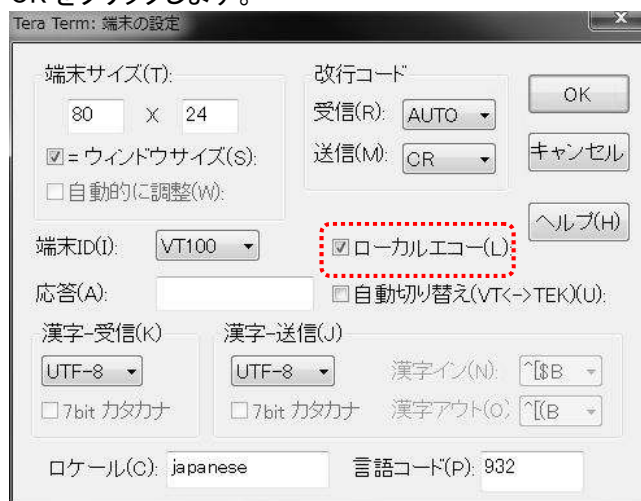 OK をクリックします。
Tera Term: 端末の設定
端末サイズ(T):
80 X 24
= ウィンドウサイズ(S):
自動的に調整(W):
改行コード
受信(R): AUTO
送信(M): CR
OK
キャンセル
ヘルプ(H)
端末ID(I): VT100
ローカルエコー(L)
応答(A):
自動切り替え(VT<->TEK)(U):
漢字-受信(K)
UTF-8
7bit カタカナ
漢字-送信(J)
UTF-8
7bit カタカナ
漢字イン(N): ^[$B
漢字アウト(O) ^[(B
ロケール(C): japanese
言語コード(P): 932